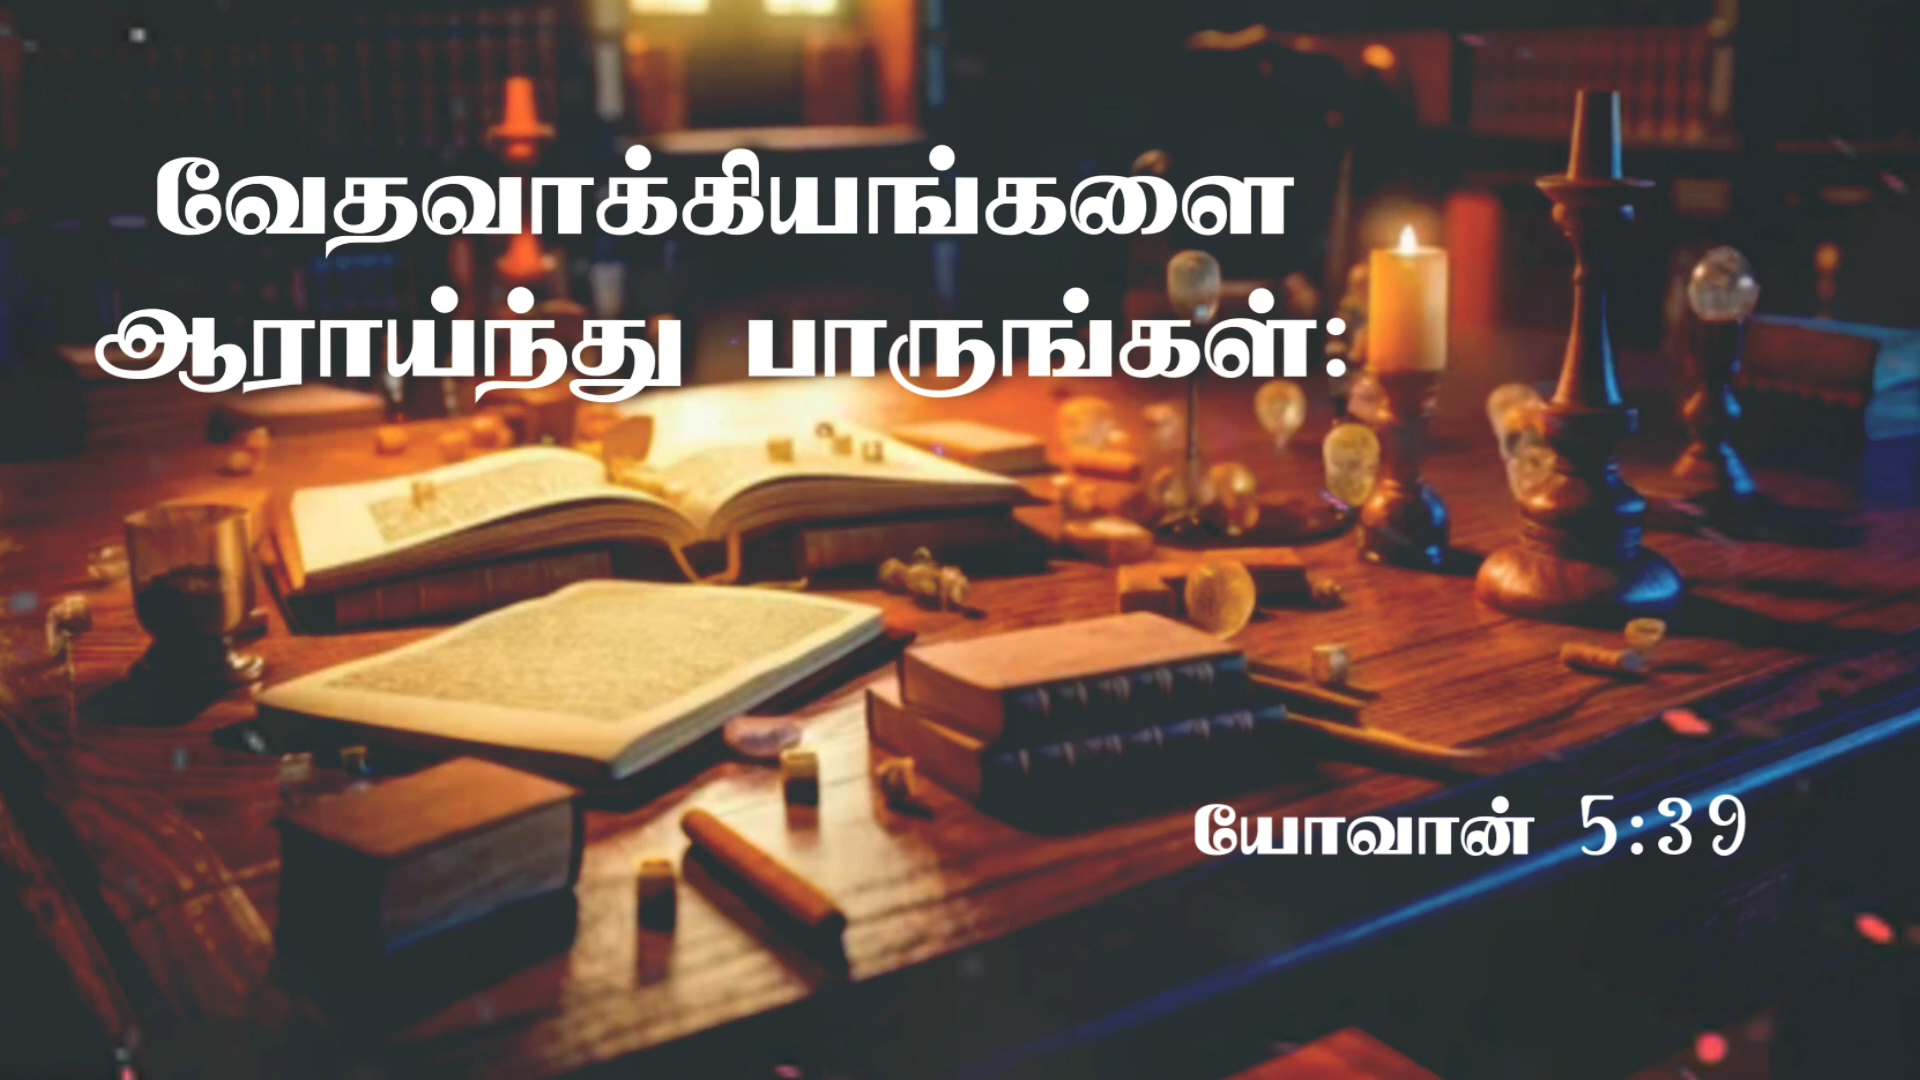 வேதவாக்கியங்களை
ஆராய்ந்து பாருங்கள்:
யோவான் 5:39